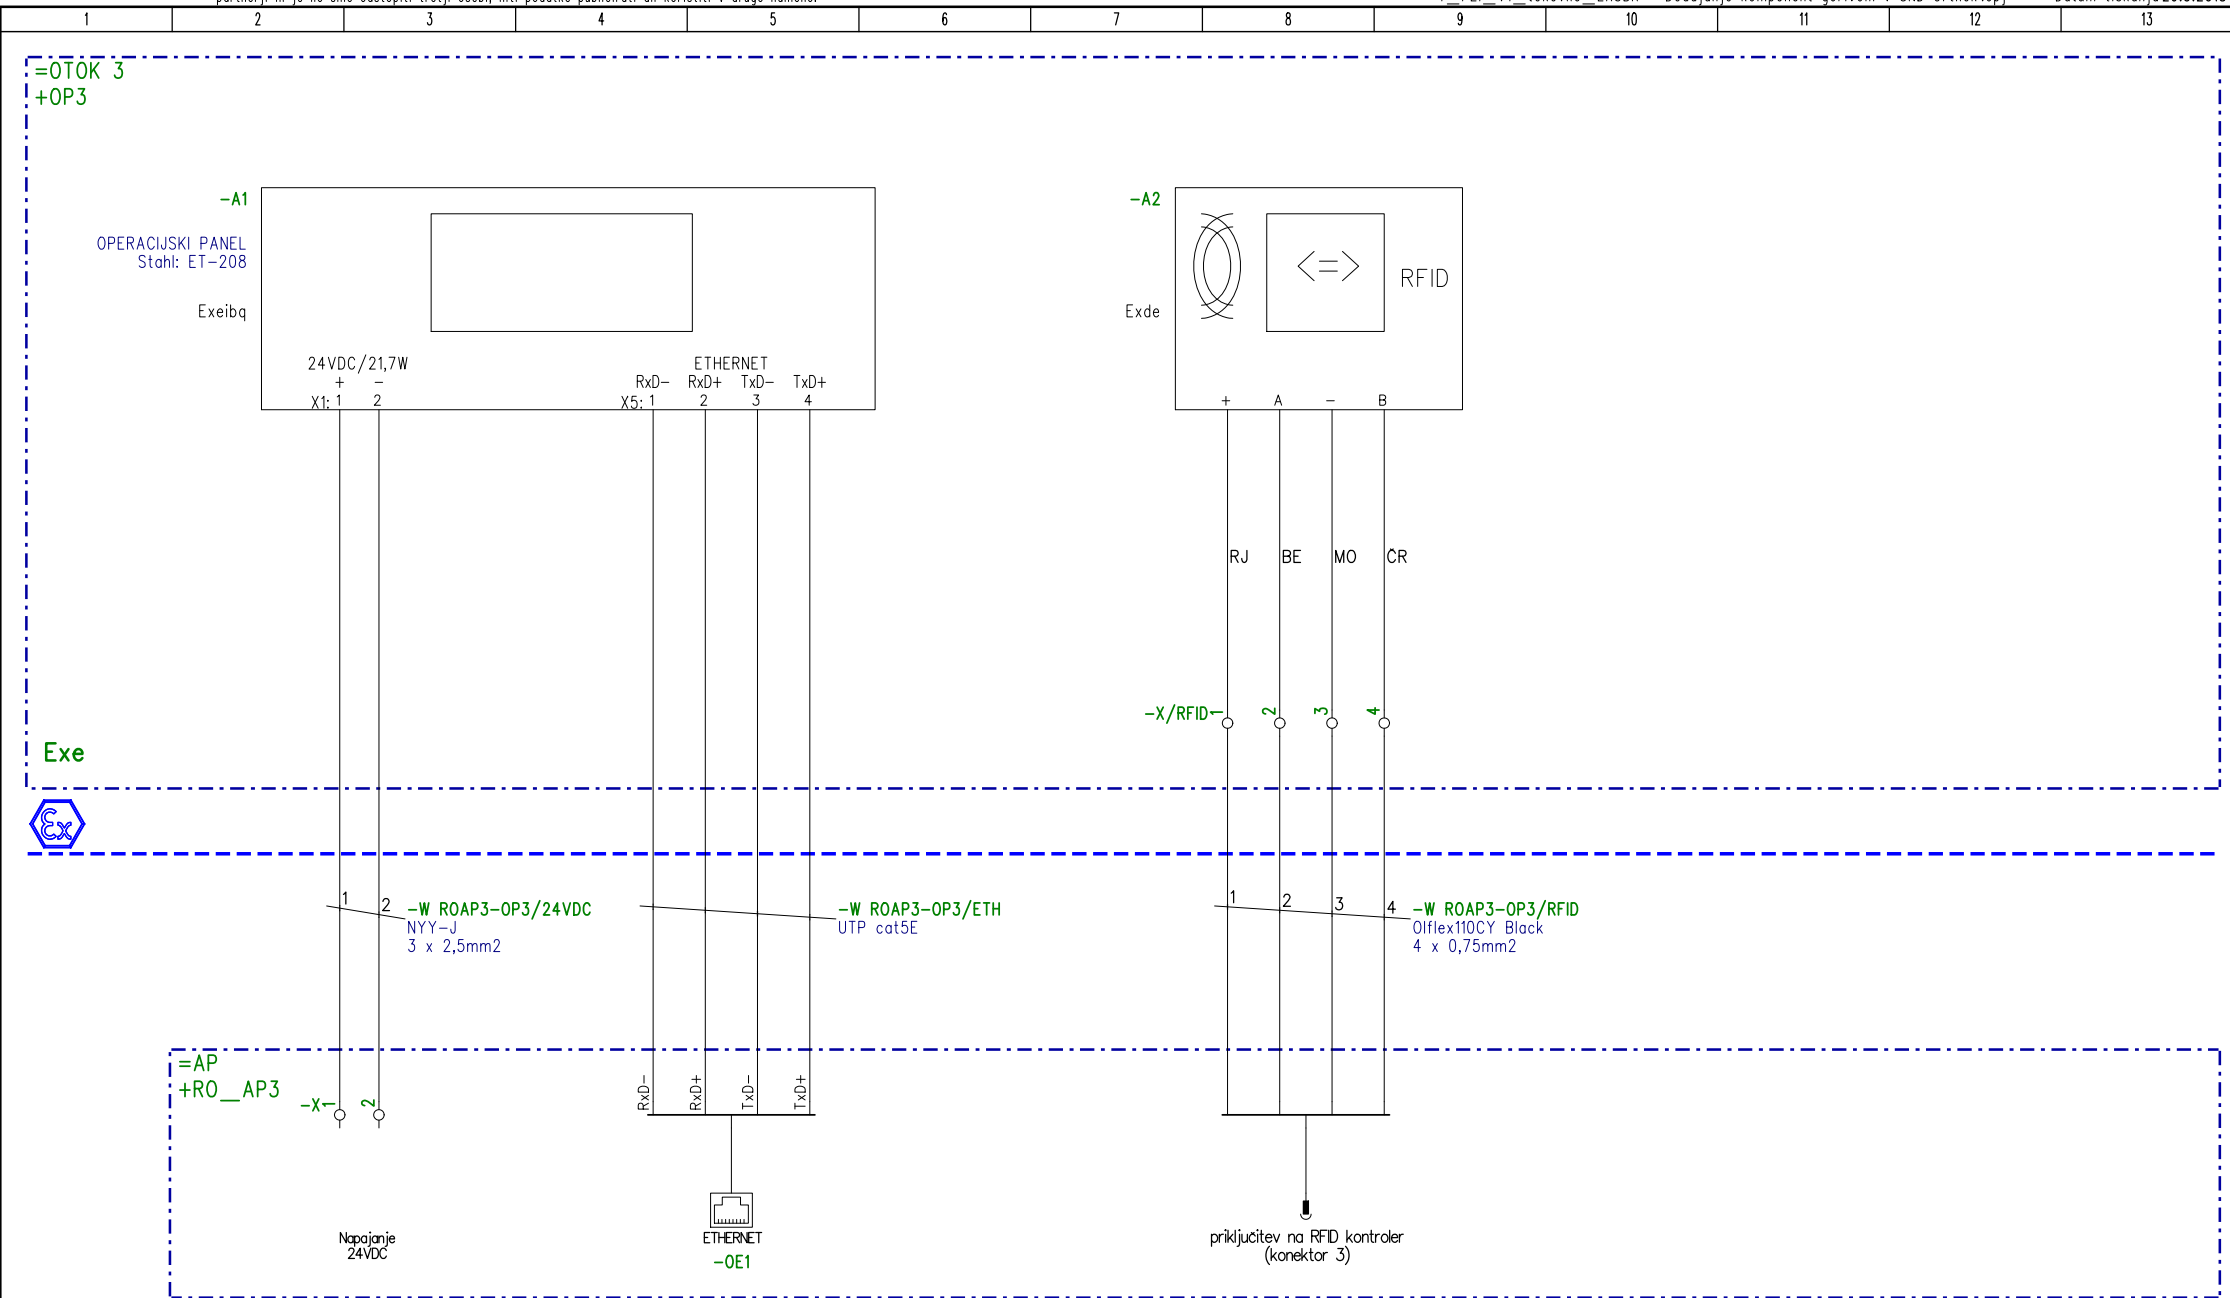 1 2 3 4 5 6 7 8 9 10 11 12 13
=OTOK 3
+OP3
-A1
OPERACIJSKI PANEL
Stahl: ET-208
Exeibq
24VDC/21,7W
+ -
X1: 1 2
ETHERNET
RxD- RxD+ TxD- TxD+
X5: 1 2 3 4
-A2
Exde
<=>
RFID
+ A - B
RJ BE MO ČR
-X/RFID 1 2 3 4
Exe
Ex
1 2 -W ROAP3-OP3/24VDC
NYY-J
3 x 2,5mm2
-W ROAP3-OP3/ETH
UTP cat5E
1 2 3 4 -W ROAP3-OP3/RFID
Olflex110CY Black
4 x 0,75mm2
=AP
+RO__AP3
-X 1 2
RxD- RxD+ TxD- TxD+
Napajanje
24VDC
ETHERNET
-OE1
priključitev na RFID kontroler
(konektor 3)